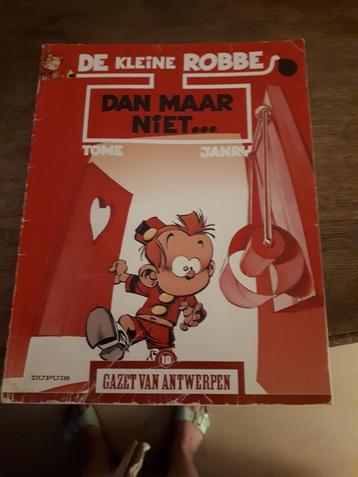 DE KLEINE ROBBE
DAN MAAR
NIET...
TOME JANRY
10
DUPUIS
GAZET VAN ANTWERPEN